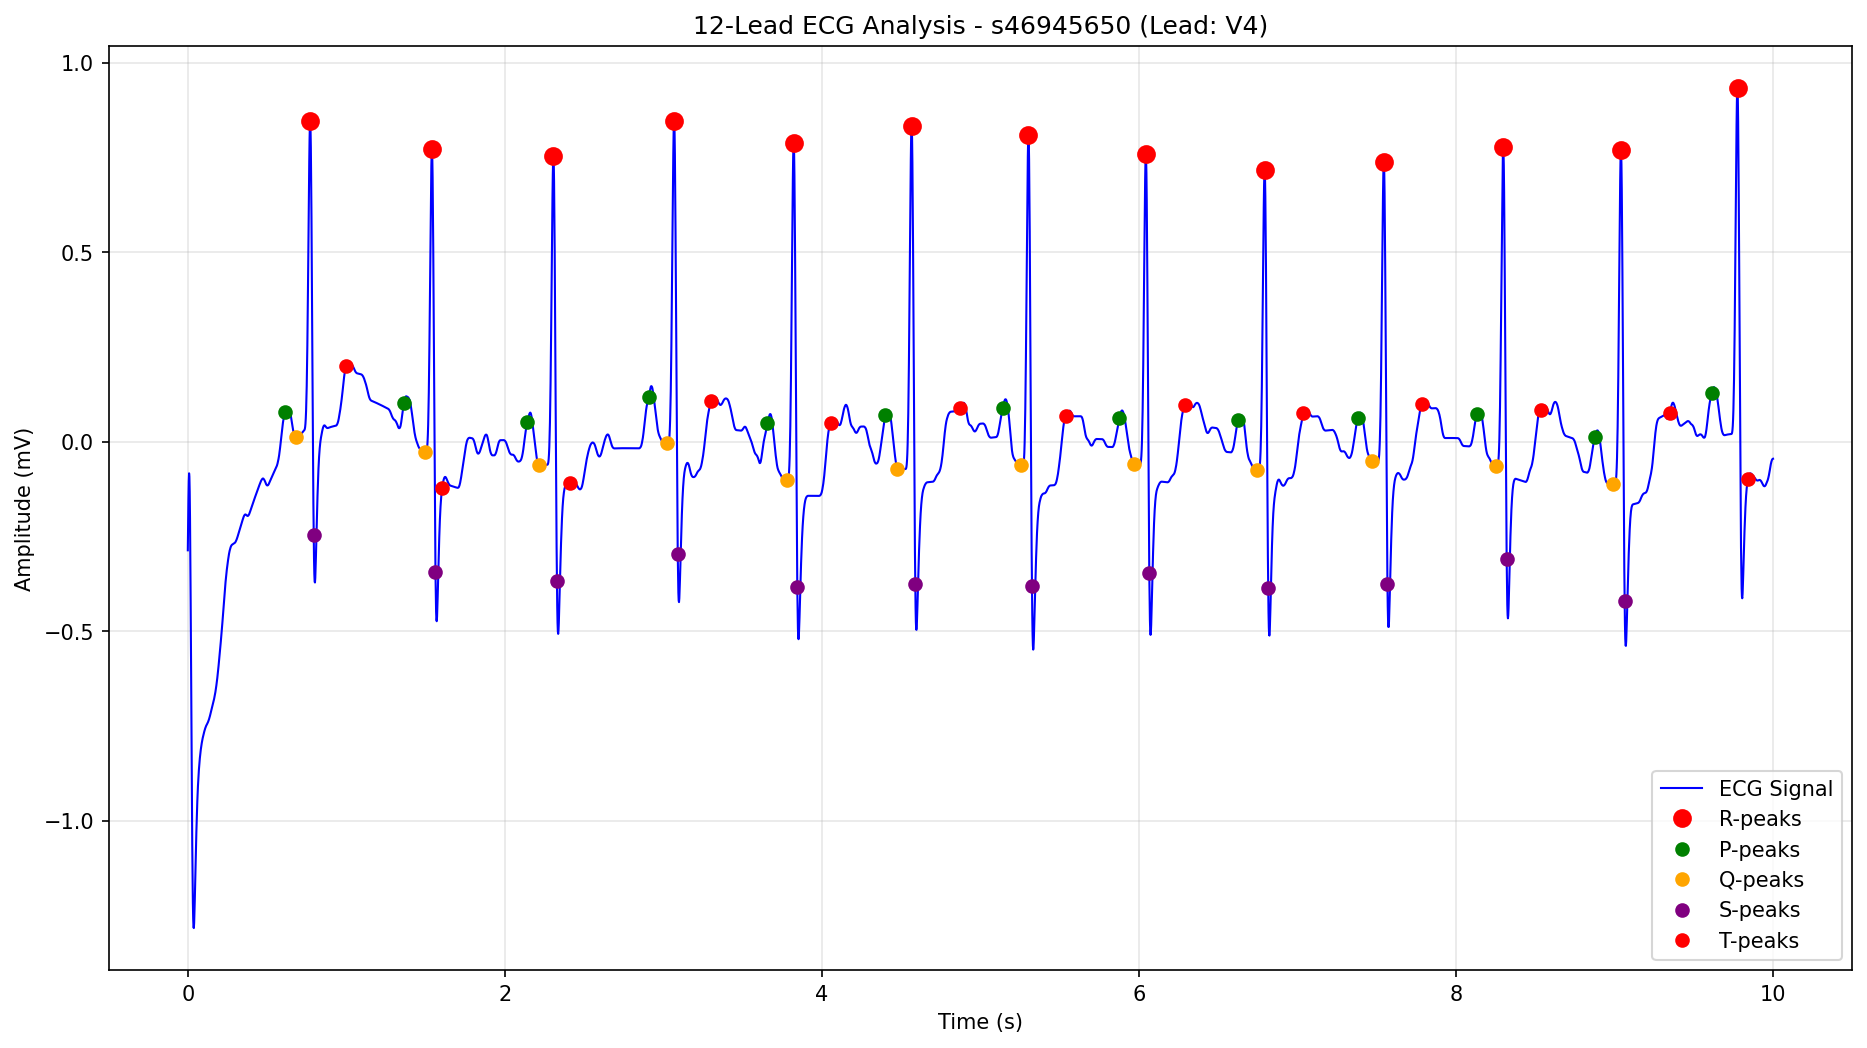 12-Lead ECG Analysis - s46945650 (Lead: V4)
1.0
0.5
0.0
−0.5
−1.0
Amplitude (mV)
0 2 4 6 8 10
Time (s)
ECG Signal
R-peaks
P-peaks
Q-peaks
S-peaks
T-peaks